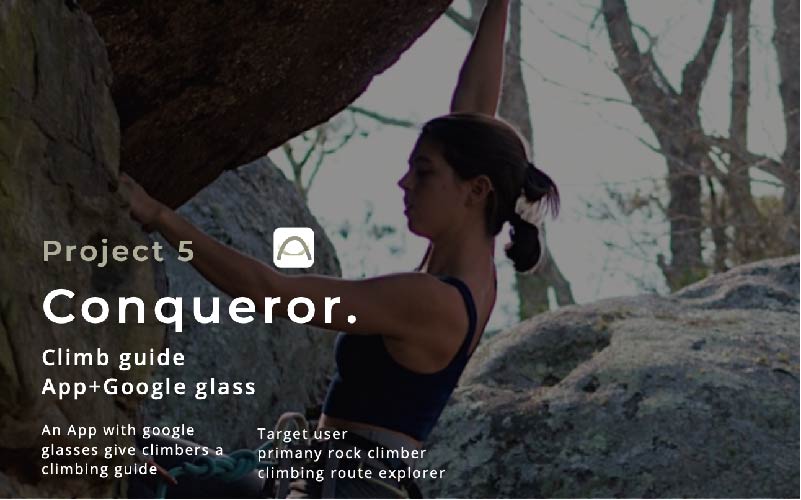 Project 5
Conqueror.
Climb guide
App+Google glass
An App with google
glasses give climbers a
climbing guide
Target user
primary rock climber
climbing route explorer